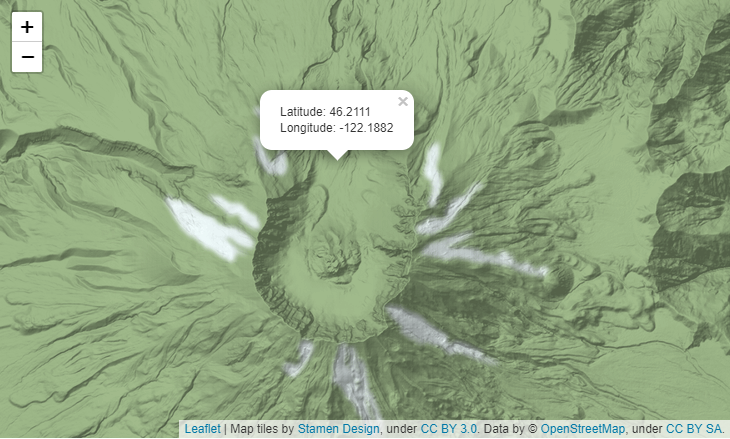 +
−
×
Latitude: 46.2111
Longitude: -122.1882
Leaflet | Map tiles by Stamen Design, under CC BY 3.0. Data by © OpenStreetMap, under CC BY SA.